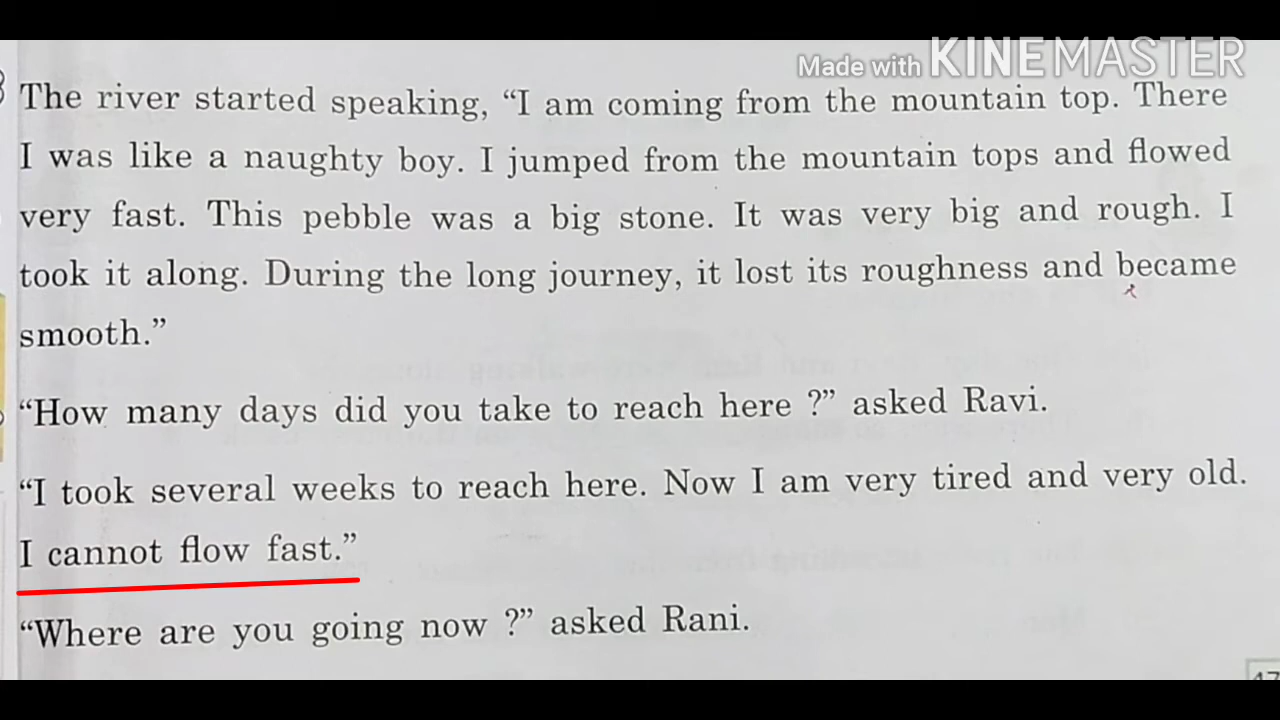 Made with KINEMASTER
The river started speaking, “I am coming from the mountain top. There
I was like a naughty boy. I jumped from the mountain tops and flowed
very fast. This pebble was a big stone. It was very big and rough. I
took it along. During the long journey, it lost its roughness and became
smooth.”
“How many days did you take to reach here ?” asked Ravi.
“I took several weeks to reach here. Now I am very tired and very old.
I cannot flow fast.”
“Where are you going now ?” asked Rani.